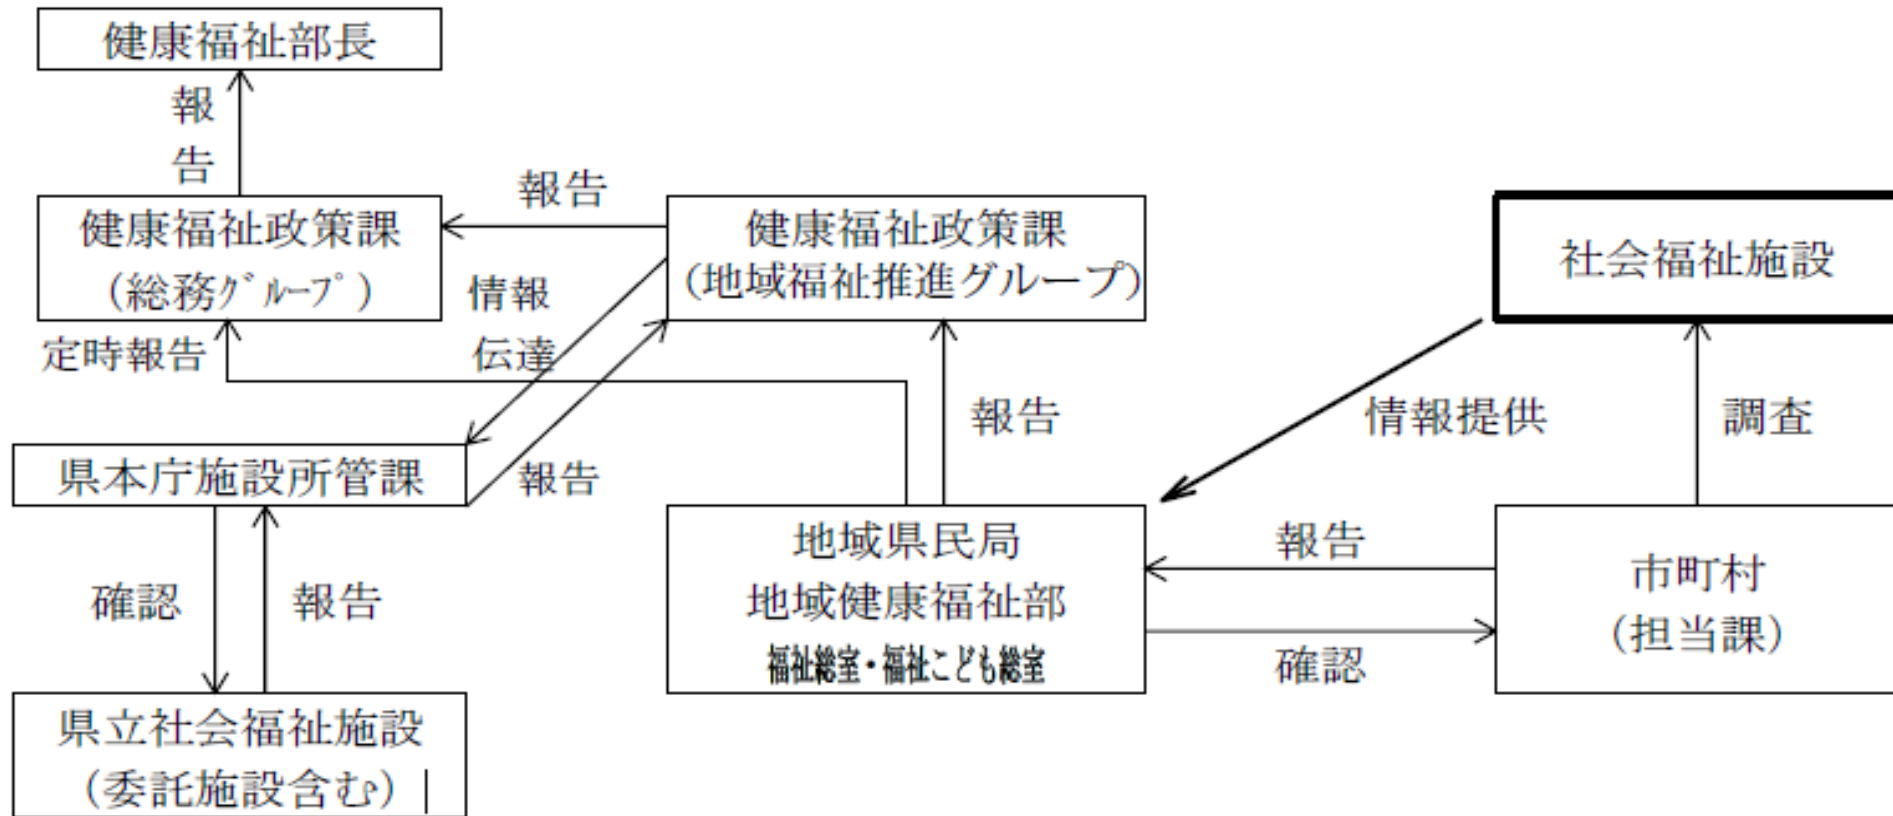 健康福祉部長
報
告
健康福祉政策課
(総務ｸﾞﾙｰﾌﾟ)
報告
健康福祉政策課
(地域福祉推進グループ)
社会福祉施設
情報
伝達
定時報告
報告
情報提供
調査
県本庁施設所管課
報告
確認
報告
地域県民局
地域健康福祉部
福祉総室・福祉こども総室
報告
確認
市町村
(担当課)
県立社会福祉施設
(委託施設含む)